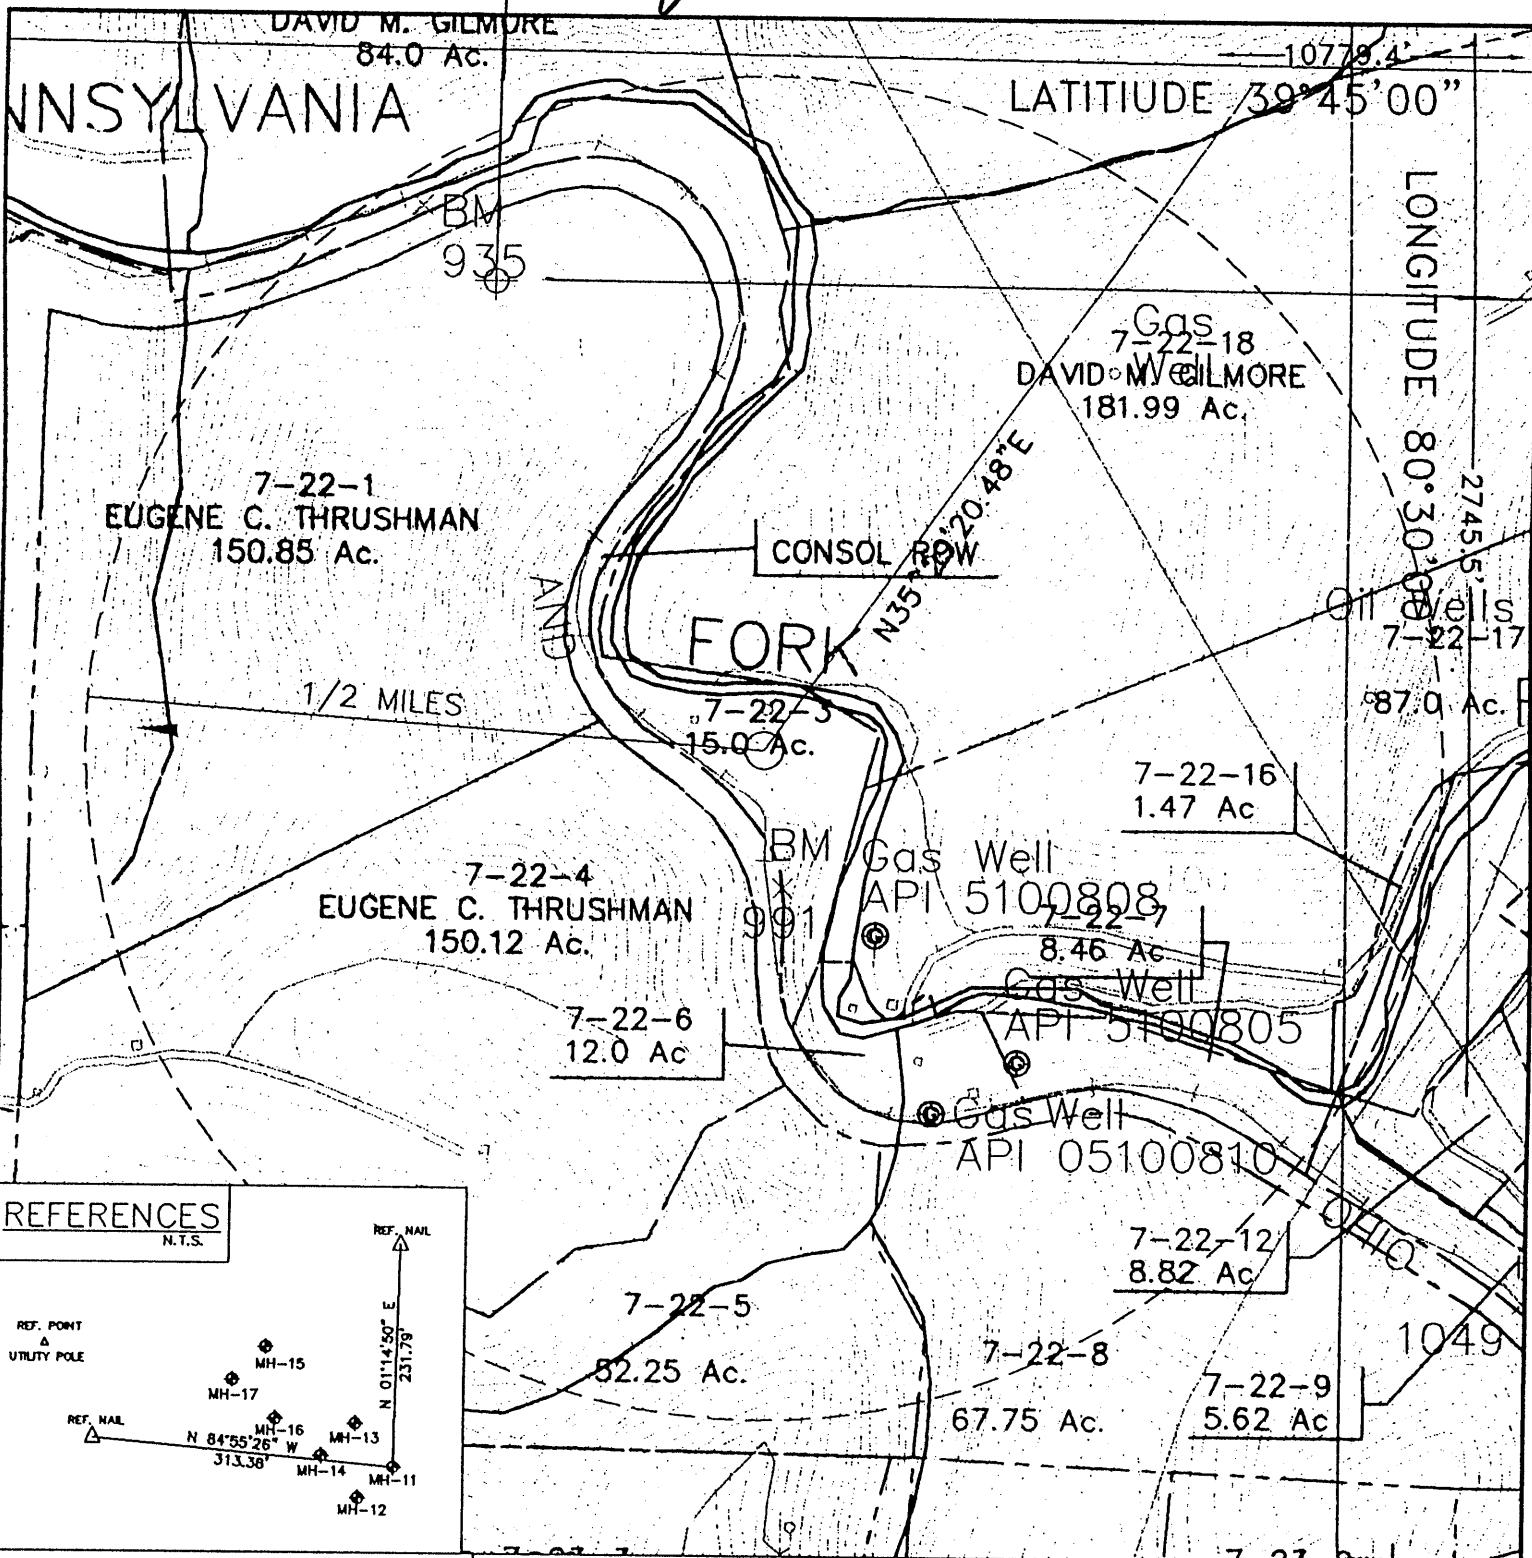 DAVID M. GILMORE
84.0 Ac.
10779.4'
NNSYLVANIA
LATITIUDE 39°45'00"
LONGITUDE 80°30'00"
2745.5'
BM
935
Gas
Well
7-22-18
DAVID M. GILMORE
181.99 Ac.
7-22-1
EUGENE C. THRUSHMAN
150.85 Ac.
CONSOL ROW
AND
FORK
Oil Wells
7-22-17
87.0 Ac.
1/2 MILES
7-22-3
15.0 Ac.
7-22-16
1.47 Ac
BM
991
Gas Well
API 5100808
7-22-4
EUGENE C. THRUSHMAN
150.12 Ac.
7-22-7
8.46 Ac
Gas Well
API 5100805
7-22-6
12.0 Ac
Gas Well
API 05100810
OHIO
7-22-12
8.82 Ac
7-22-5
52.25 Ac.
7-22-8
67.75 Ac.
1049
7-22-9
5.62 Ac
REFERENCES
N.T.S.
REF. NAIL
REF. POINT
UTILITY POLE
MH-15
MH-17
N 01°14'50" E
231.79'
REF. NAIL
MH-16
MH-13
N 84°55'26" W
313.38'
MH-14
MH-11
MH-12